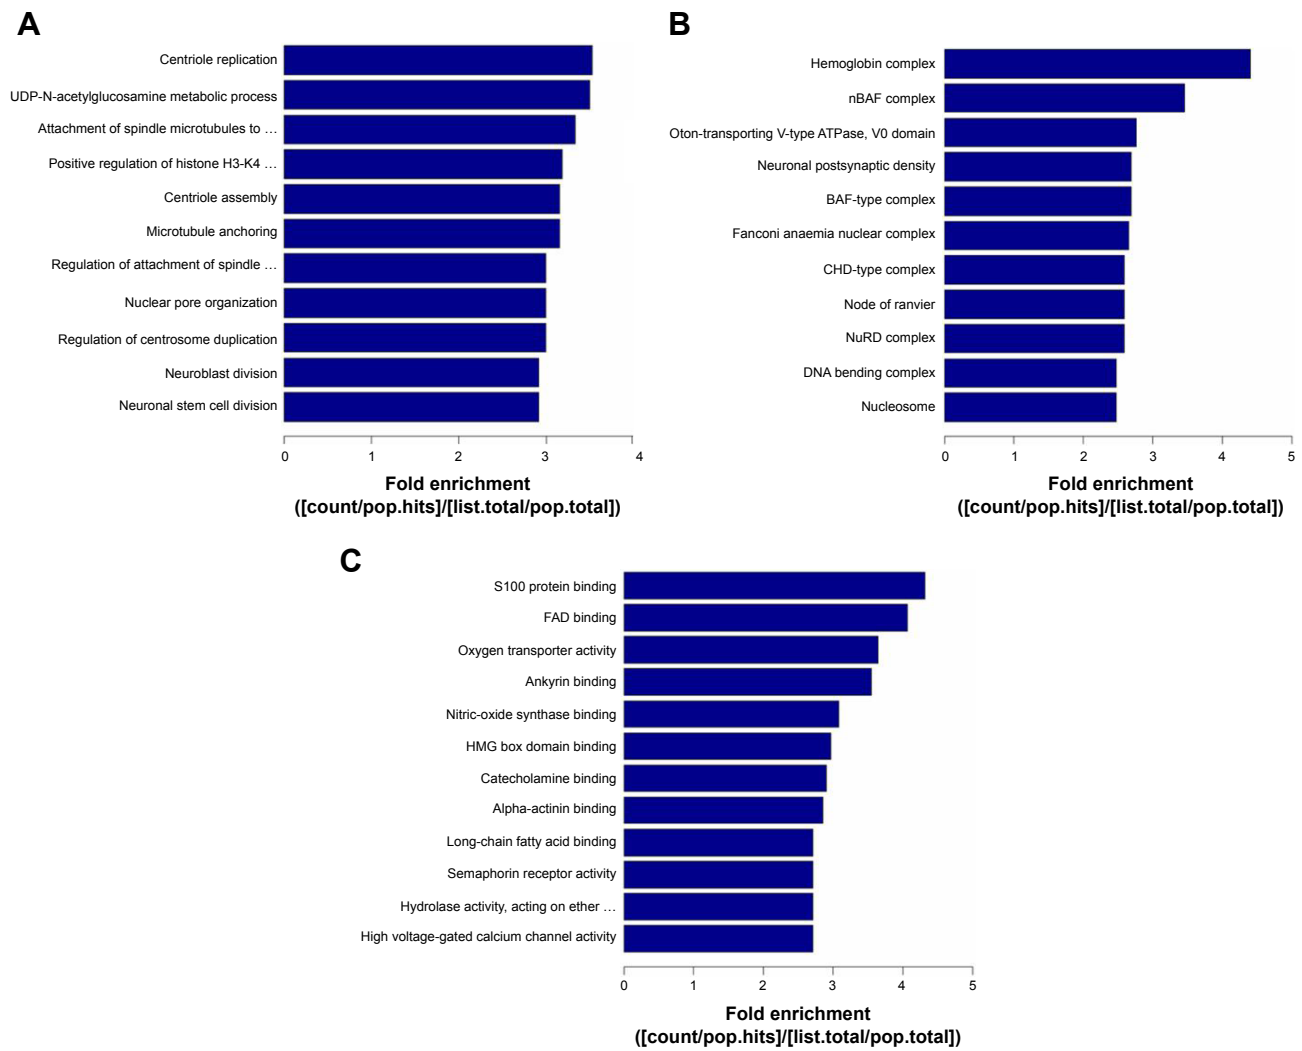 A
Centriole replication
UDP-N-acetylglucosamine metabolic process
Attachment of spindle microtubules to …
Positive regulation of histone H3-K4 …
Centriole assembly
Microtubule anchoring
Regulation of attachment of spindle …
Nuclear pore organization
Regulation of centrosome duplication
Neuroblast division
Neuronal stem cell division
0 1 2 3 4
Fold enrichment
([count/pop.hits]/[list.total/pop.total])
B
Hemoglobin complex
nBAF complex
Oton-transporting V-type ATPase, V0 domain
Neuronal postsynaptic density
BAF-type complex
Fanconi anaemia nuclear complex
CHD-type complex
Node of ranvier
NuRD complex
DNA bending complex
Nucleosome
0 1 2 3 4 5
Fold enrichment
([count/pop.hits]/[list.total/pop.total])
C
S100 protein binding
FAD binding
Oxygen transporter activity
Ankyrin binding
Nitric-oxide synthase binding
HMG box domain binding
Catecholamine binding
Alpha-actinin binding
Long-chain fatty acid binding
Semaphorin receptor activity
Hydrolase activity, acting on ether …
High voltage-gated calcium channel activity
0 1 2 3 4 5
Fold enrichment
([count/pop.hits]/[list.total/pop.total])